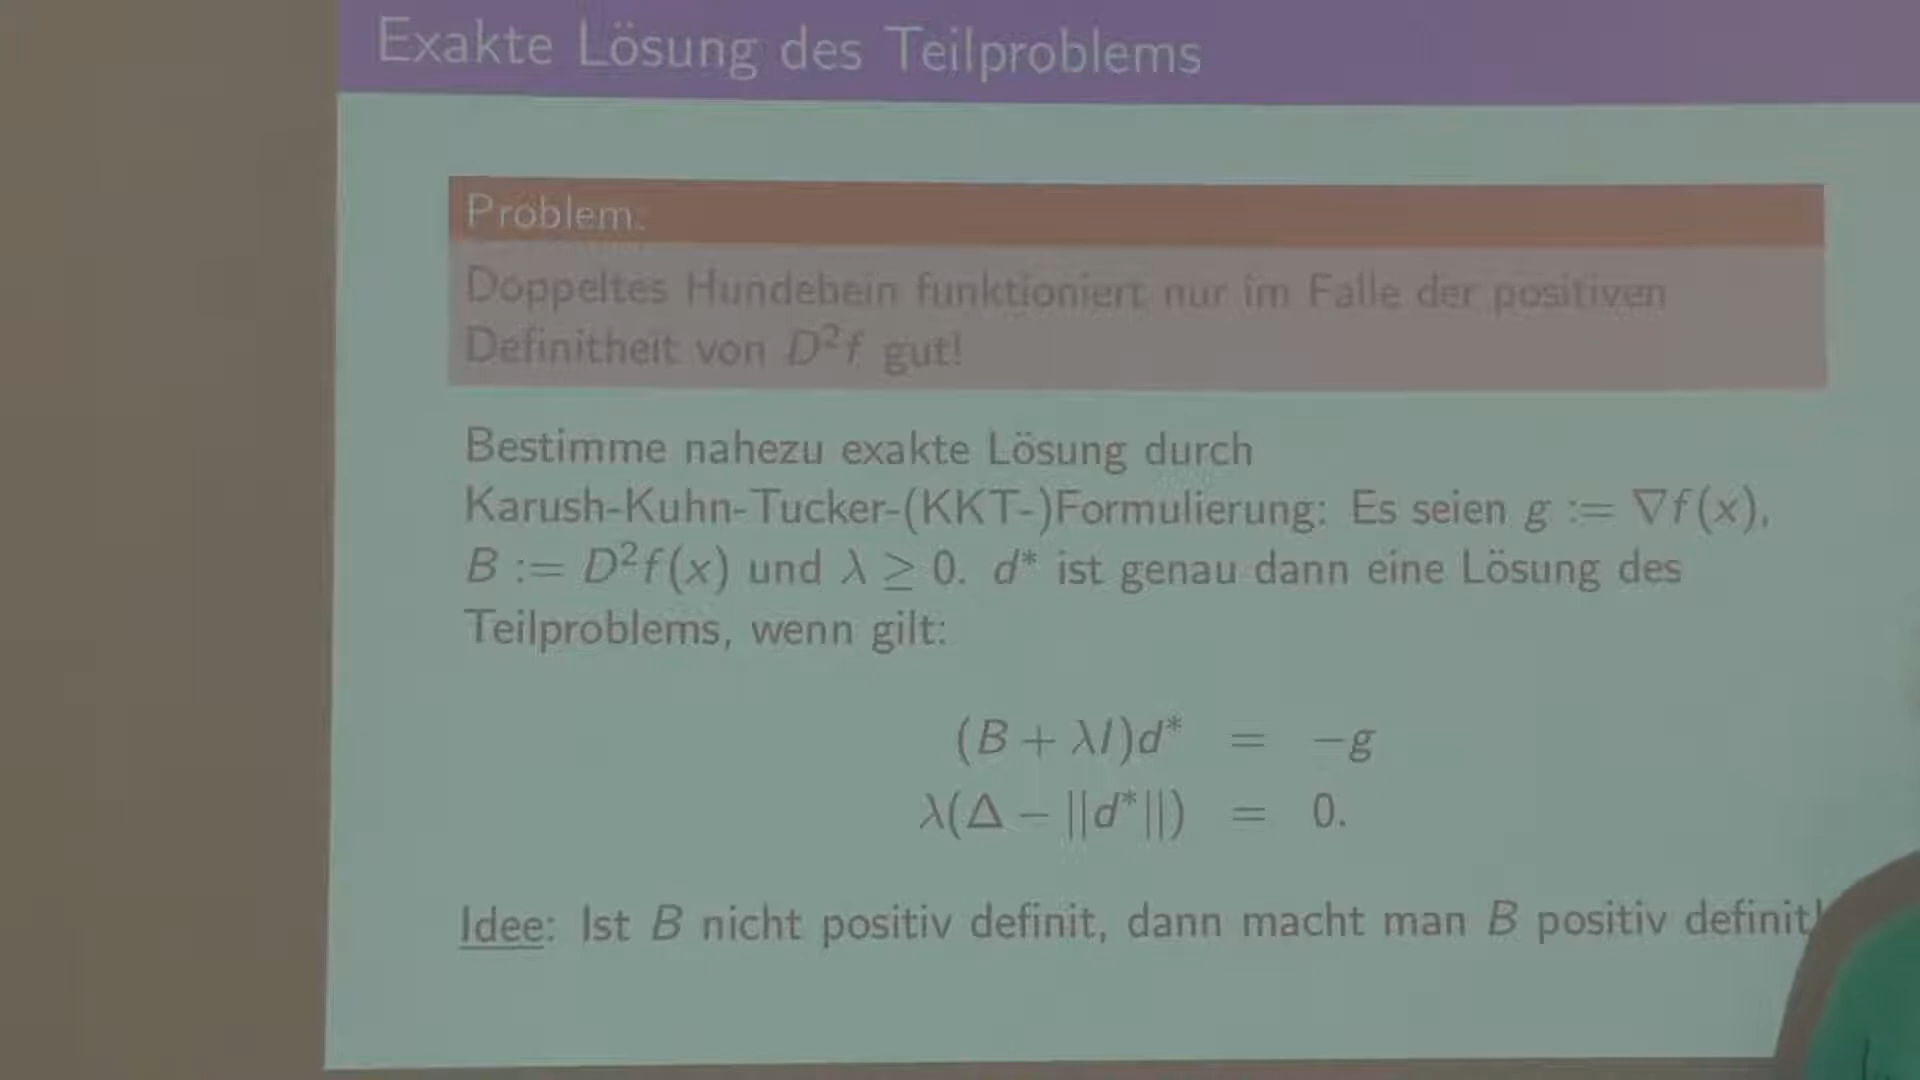 Exakte Lösung des Teilproblems
Problem:
Doppeltes Hundebein funktioniert nur im Falle der positiven
Definitheit von D²f gut!
Bestimme nahezu exakte Lösung durch
Karush-Kuhn-Tucker-(KKT-)Formulierung: Es seien g := ∇f(x),
B := D²f(x) und λ ≥ 0. d* ist genau dann eine Lösung des
Teilproblems, wenn gilt:
(B + λI)d* = −g
λ(Δ − ||d*||) = 0.
Idee: Ist B nicht positiv definit, dann macht man B positiv definit!